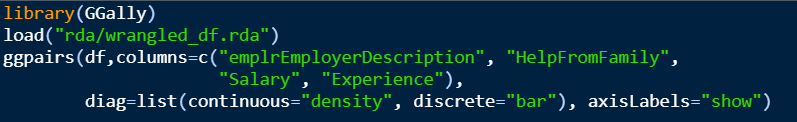 library(GGally)
load("rda/wrangled_df.rda")
ggpairs(df,columns=c("emplrEmployerDescription", "HelpFromFamily",
"Salary", "Experience"),
diag=list(continuous="density", discrete="bar"), axisLabels="show")